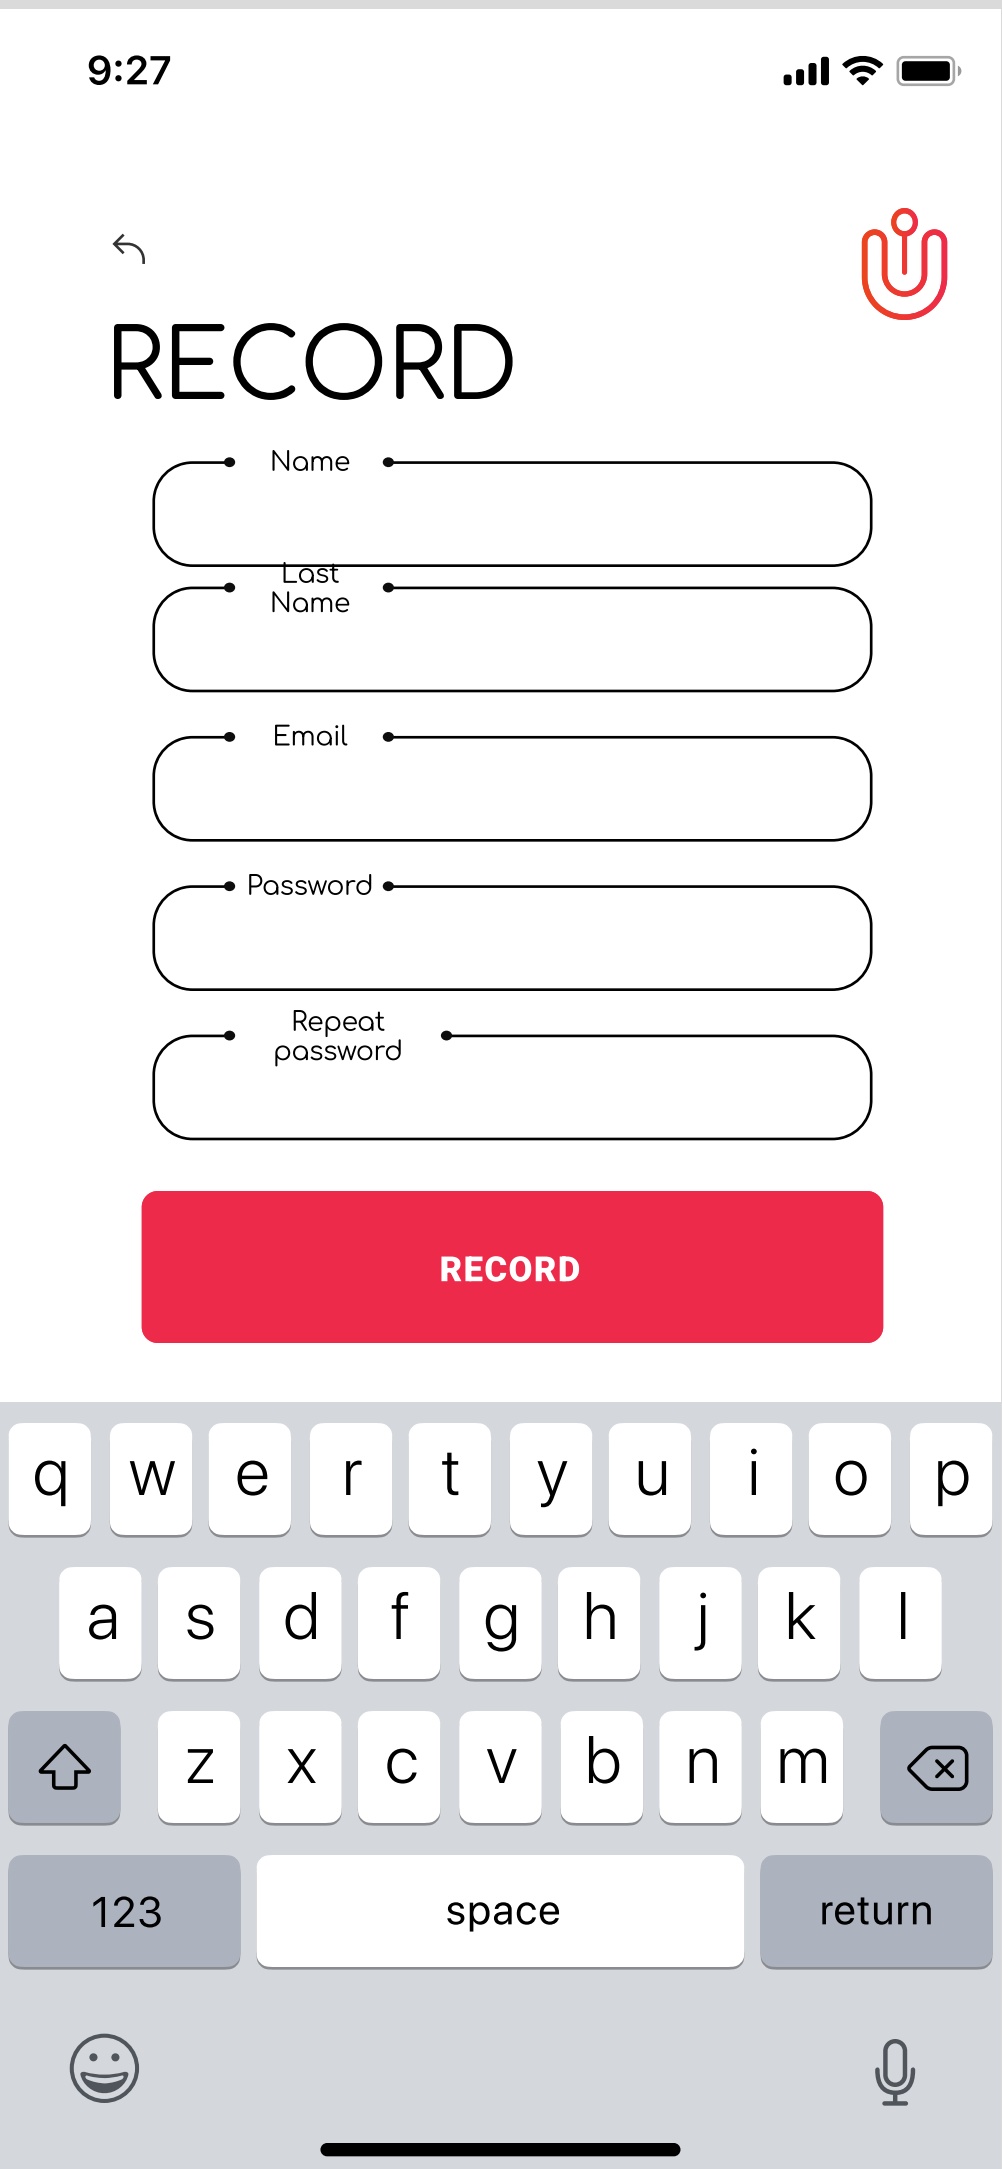 9:27
RECORD
Name
Last
Name
Email
Password
Repeat
password
RECORD
q w e r t y u i o p
a s d f g h j k l
z x c v b n m
123 space return